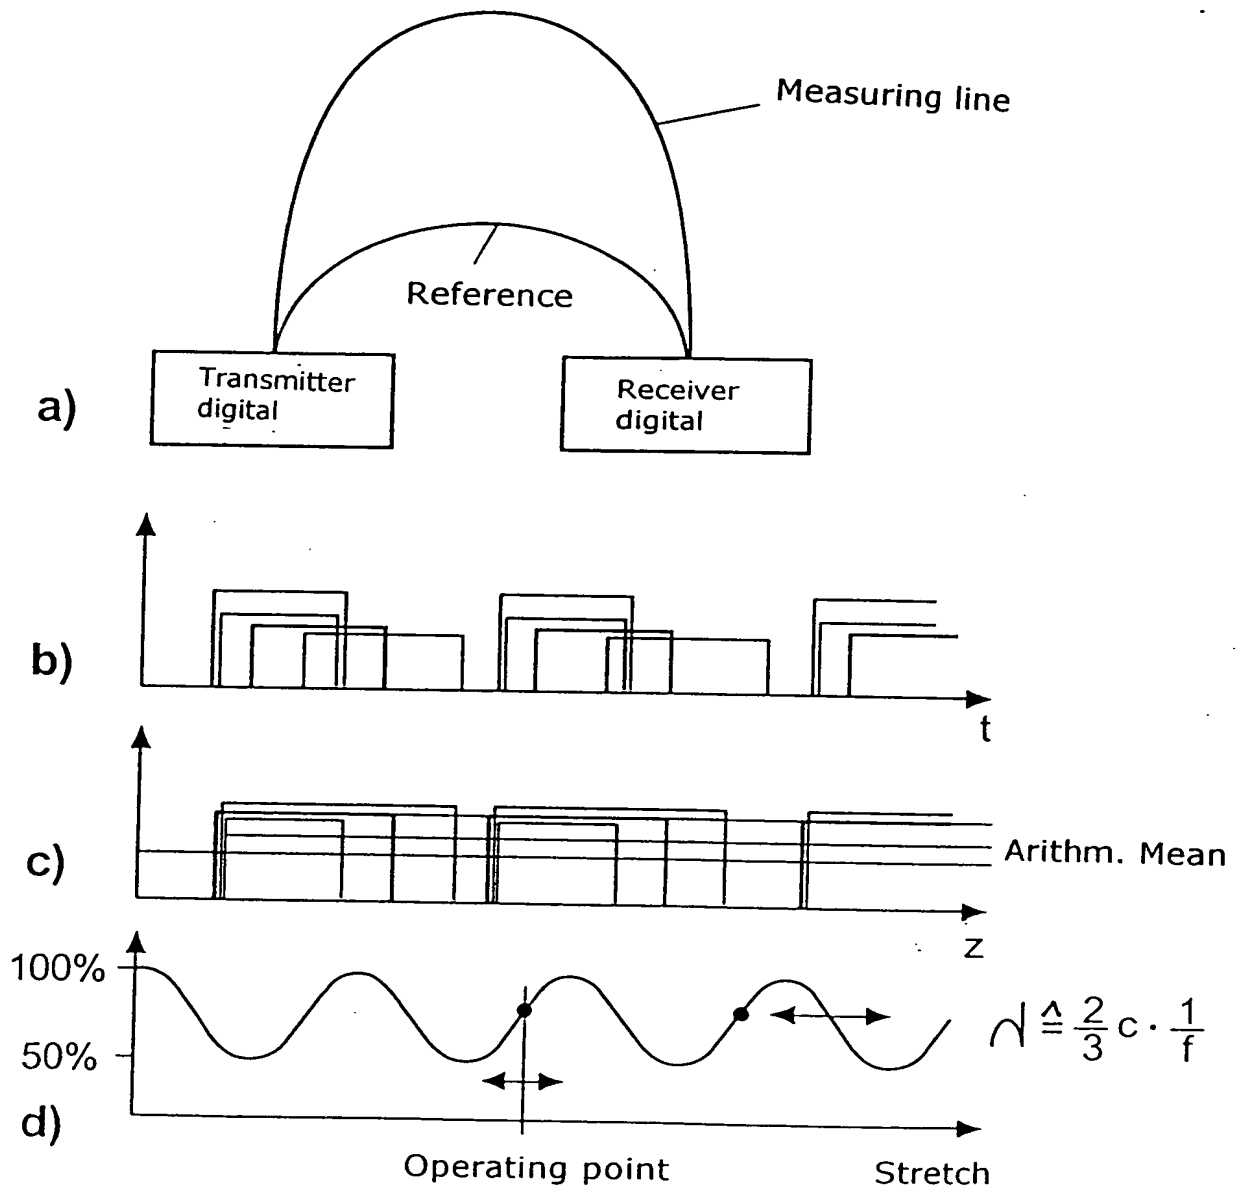 Measuring line
Reference
Transmitter
digital
Receiver
digital
a)
b)
t
c)
Arithm. Mean
z
100%
50%
≙ 2/3 c · 1/f
d)
Operating point
Stretch